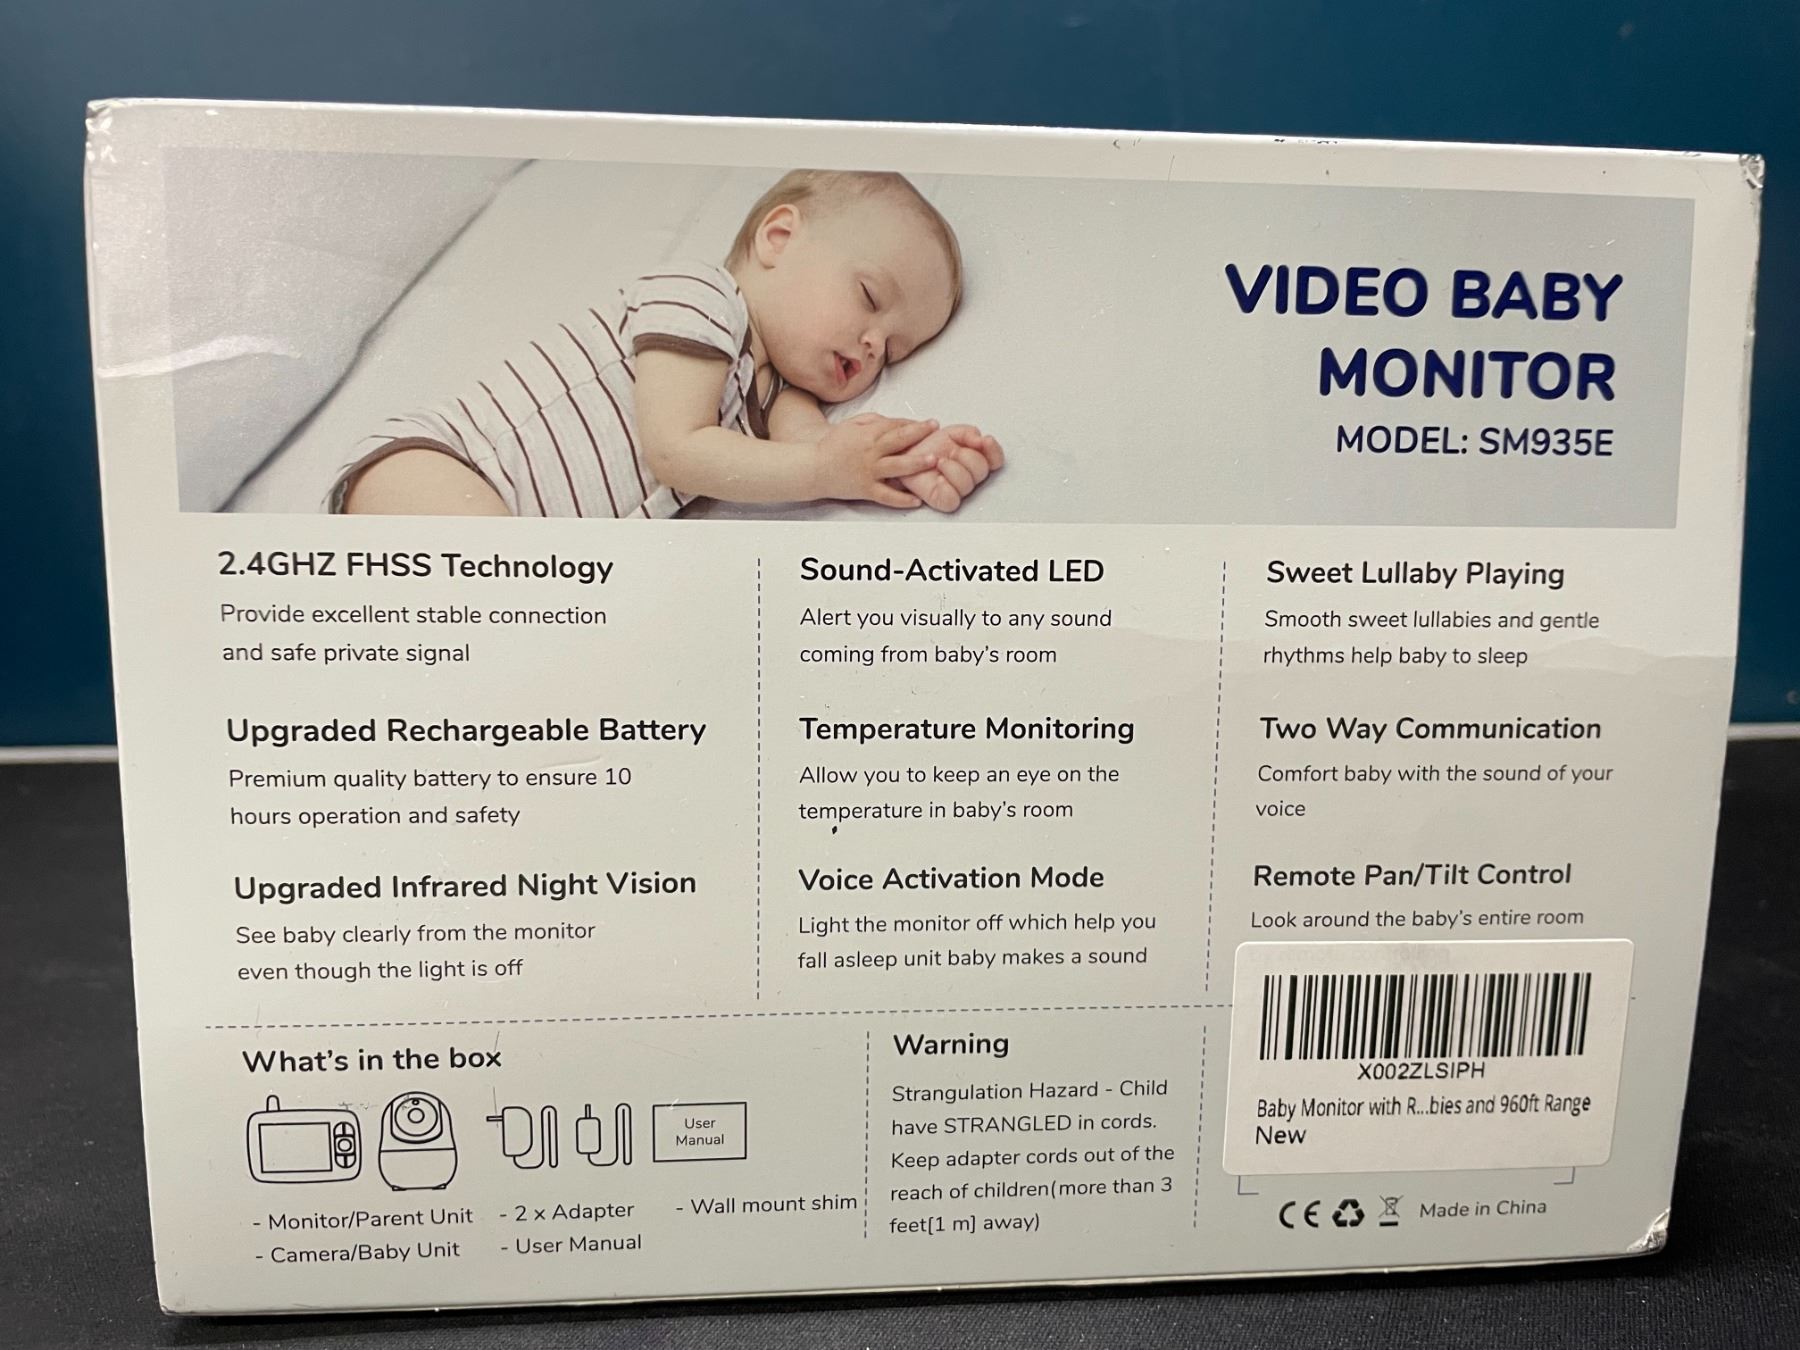 VIDEO BABY
MONITOR
MODEL: SM935E
2.4GHZ FHSS Technology
Provide excellent stable connection
and safe private signal
Upgraded Rechargeable Battery
Premium quality battery to ensure 10
hours operation and safety
Upgraded Infrared Night Vision
See baby clearly from the monitor
even though the light is off
Sound-Activated LED
Alert you visually to any sound
coming from baby's room
Temperature Monitoring
Allow you to keep an eye on the
temperature in baby's room
Voice Activation Mode
Light the monitor off which help you
fall asleep unit baby makes a sound
Sweet Lullaby Playing
Smooth sweet lullabies and gentle
rhythms help baby to sleep
Two Way Communication
Comfort baby with the sound of your
voice
Remote Pan/Tilt Control
Look around the baby's entire room
by remote controlling
What's in the box
User
Manual
- Monitor/Parent Unit
- Camera/Baby Unit
- 2 x Adapter
- User Manual
- Wall mount shim
Warning
Strangulation Hazard - Child
have STRANGLED in cords.
Keep adapter cords out of the
reach of children(more than 3
feet[1 m] away)
X002ZLSIPH
Baby Monitor with R...bies and 960ft Range
New
CE Made in China